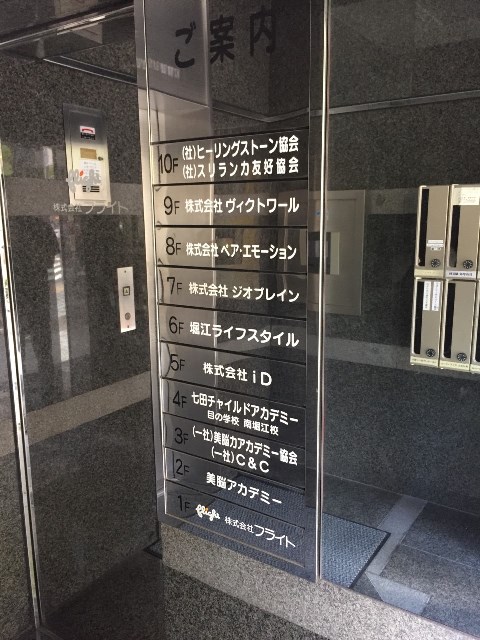 ご案内
10F (社)ヒーリングストーン協会
(社)スリランカ友好協会
9F 株式会社 ヴィクトワール
8F 株式会社 ベア・エモーション
7F 株式会社 ジオブレイン
6F 堀江ライフスタイル
5F 株式会社 iD
4F 七田チャイルドアカデミー
目の学校 南堀江校
3F (一社)美脳力アカデミー協会
(一社)C&C
2F 美脳アカデミー
1F flight 株式会社フライト
株式会社フライト